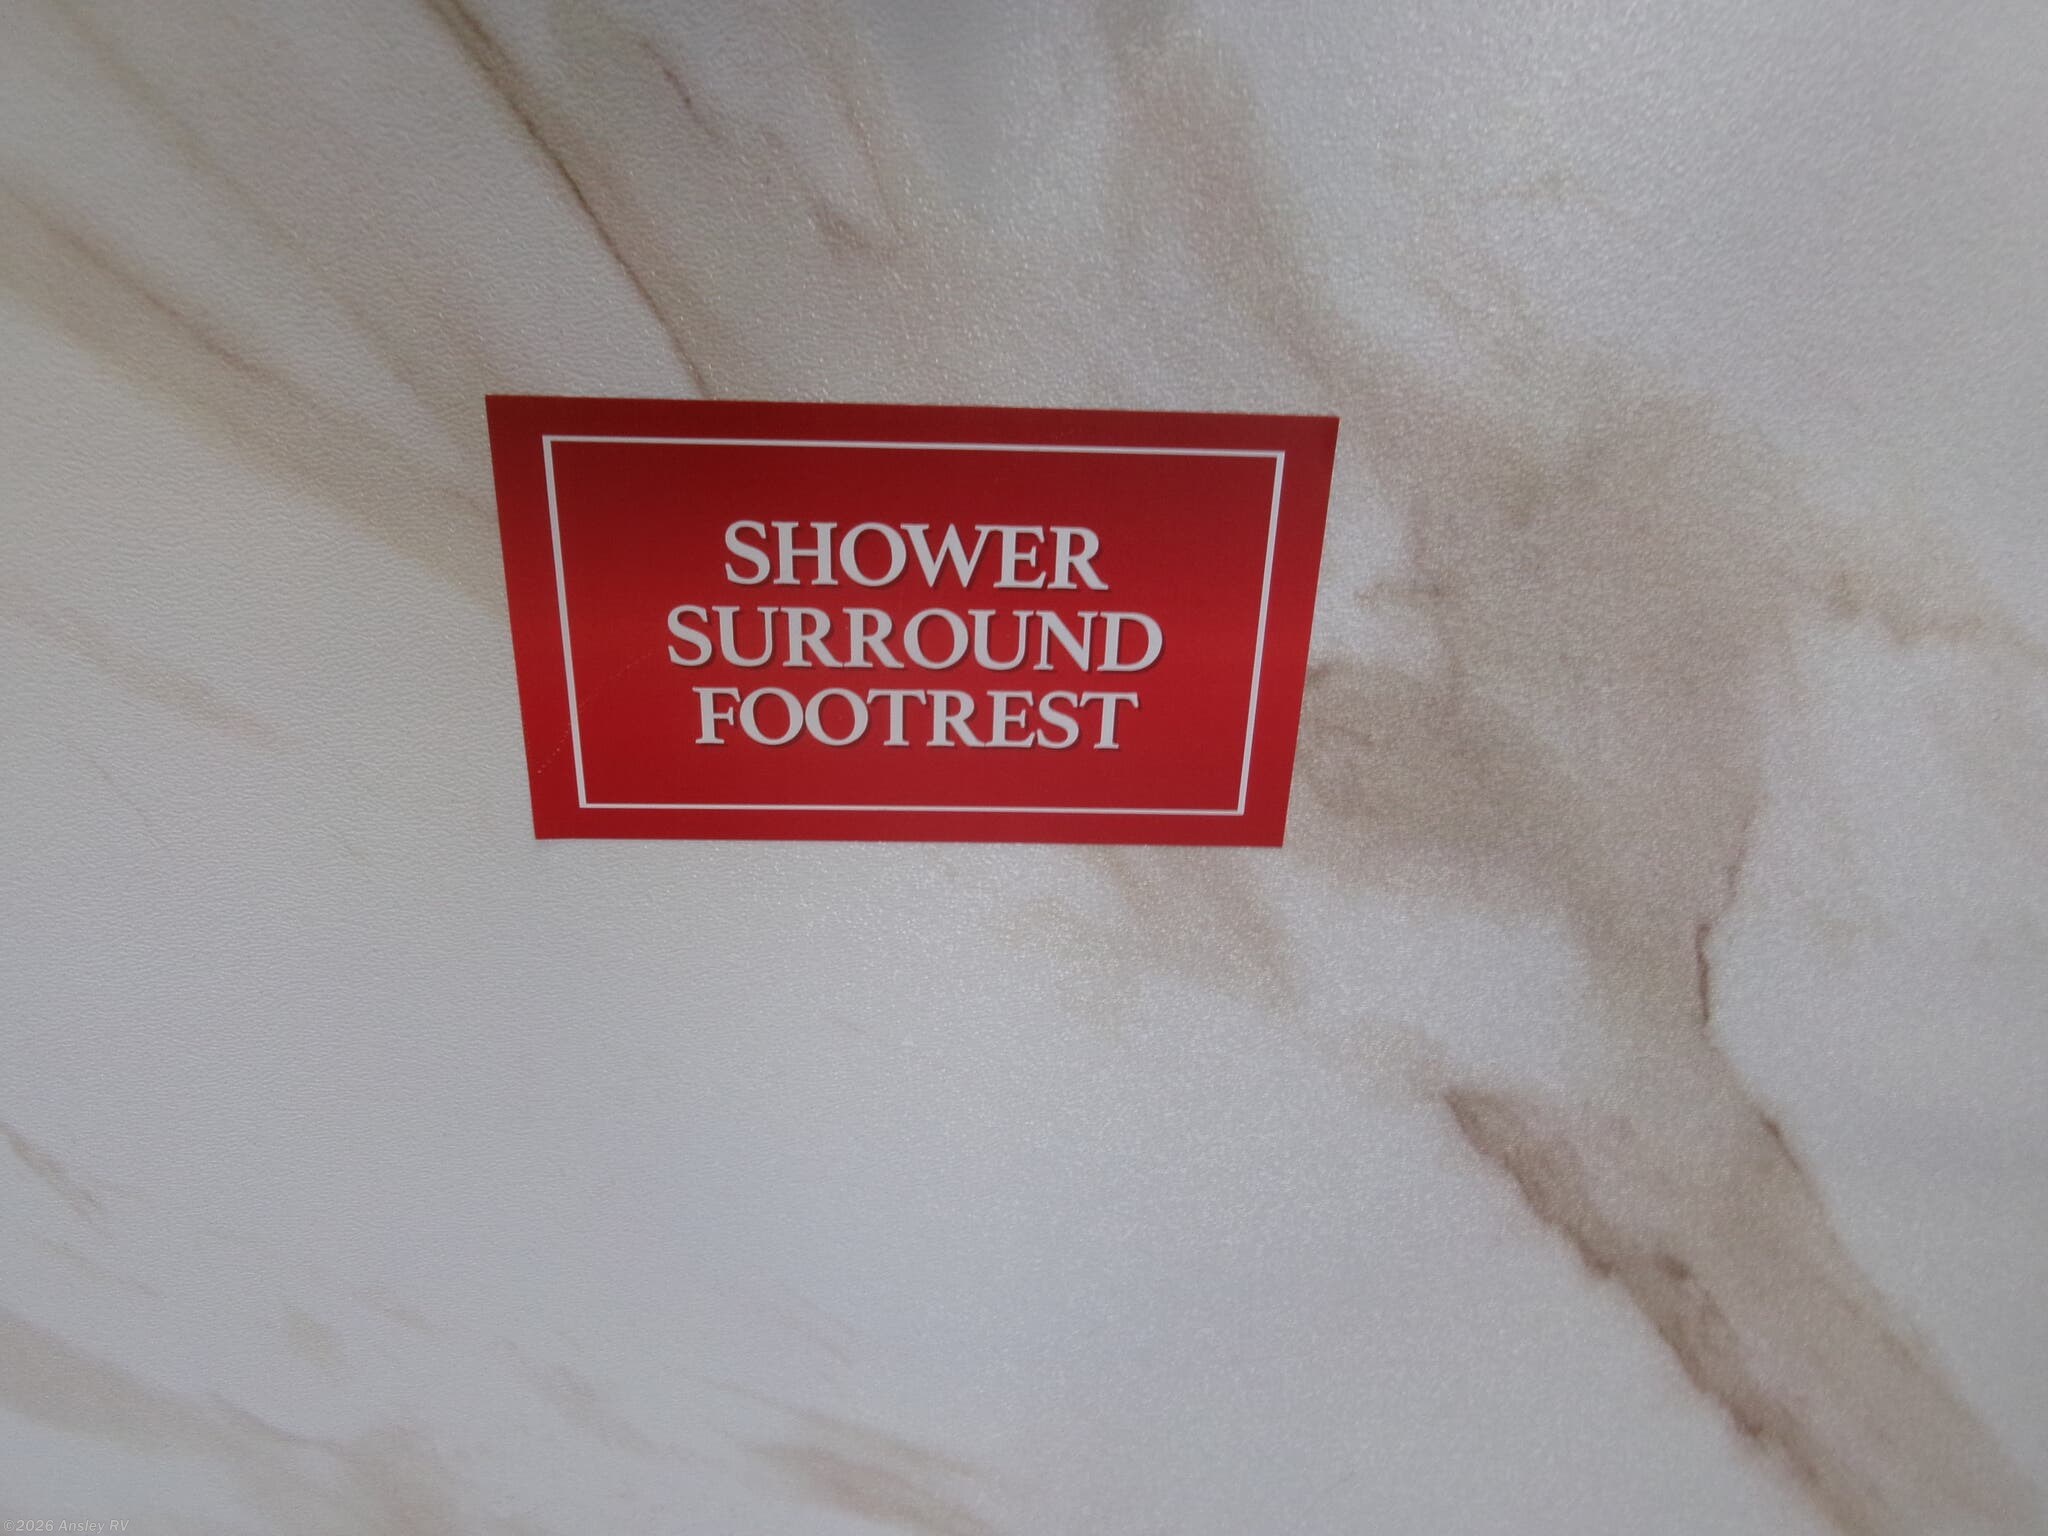 SHOWER
SURROUND
FOOTREST
©2026 Ansley RV